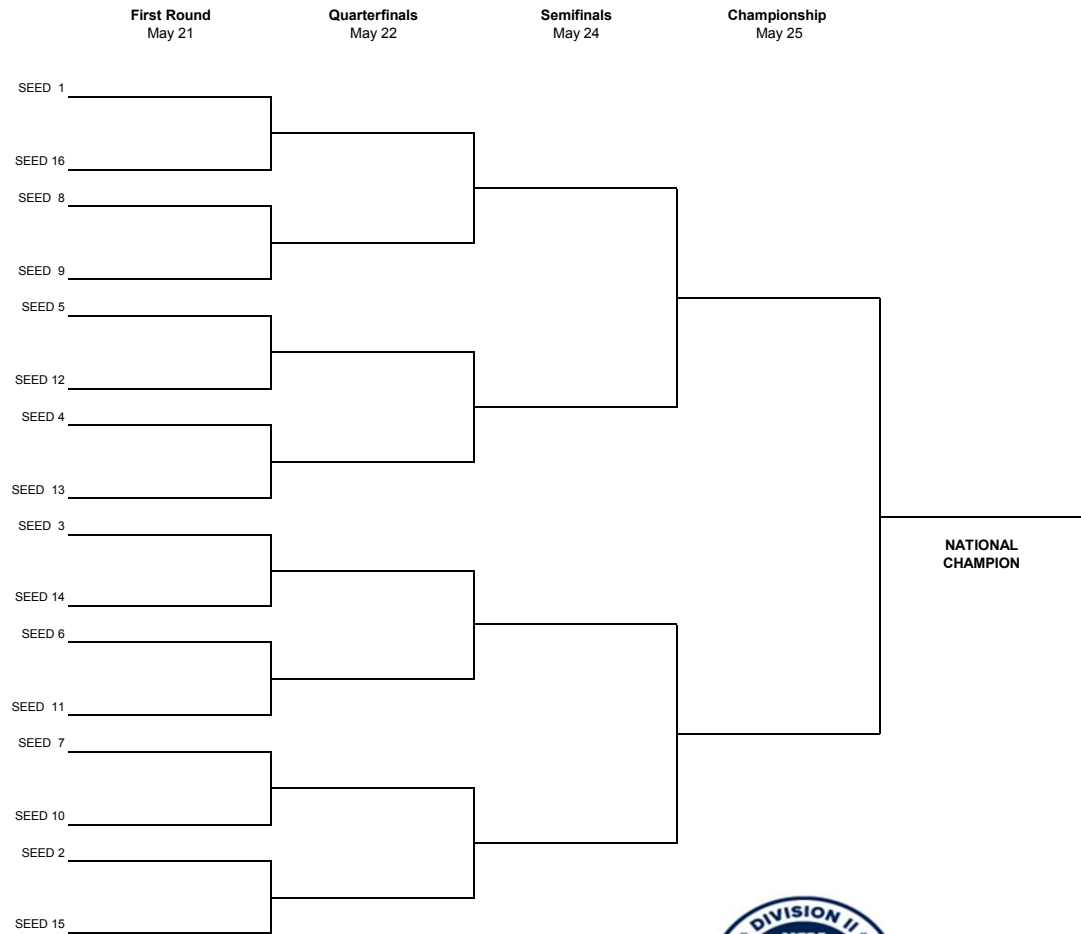 First Round
May 21
Quarterfinals
May 22
Semifinals
May 24
Championship
May 25
SEED 1
SEED 16
SEED 8
SEED 9
SEED 5
SEED 12
SEED 4
SEED 13
SEED 3
SEED 14
SEED 6
SEED 11
SEED 7
SEED 10
SEED 2
SEED 15
NATIONAL
CHAMPION
DIVISION II